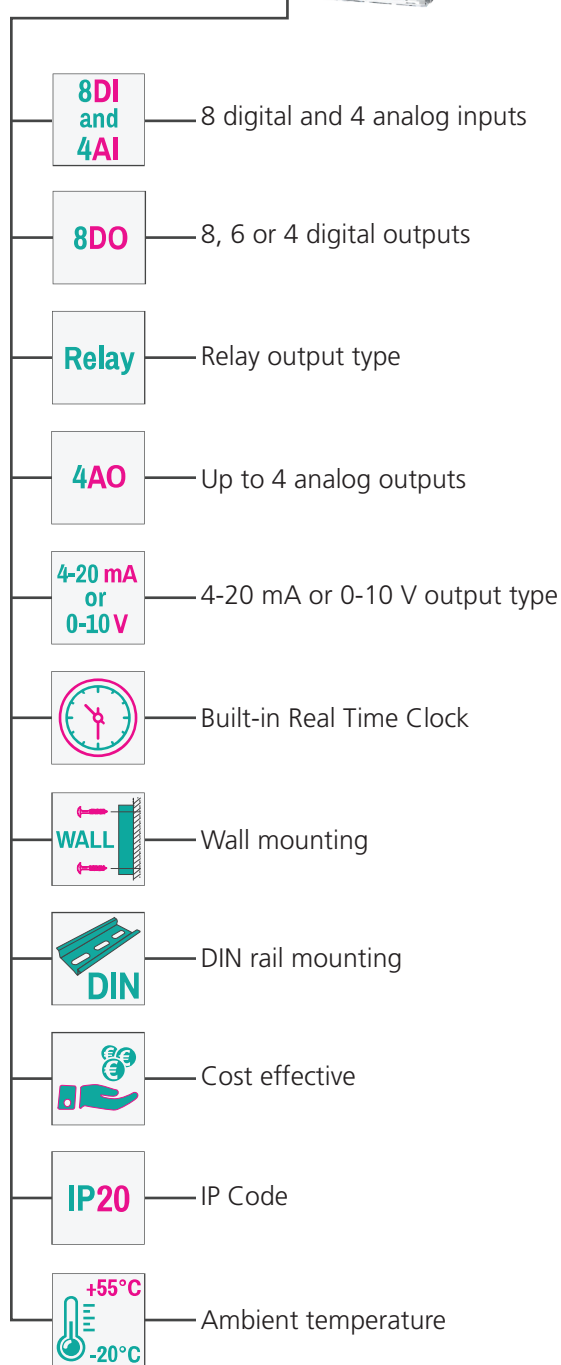 8DI
and
4AI
8 digital and 4 analog inputs
8DO
8, 6 or 4 digital outputs
Relay
Relay output type
4AO
Up to 4 analog outputs
4-20 mA
or
0-10 V
4-20 mA or 0-10 V output type
Built-in Real Time Clock
WALL
Wall mounting
DIN
DIN rail mounting
€€
€
Cost effective
IP20
IP Code
+55°C
-20°C
Ambient temperature